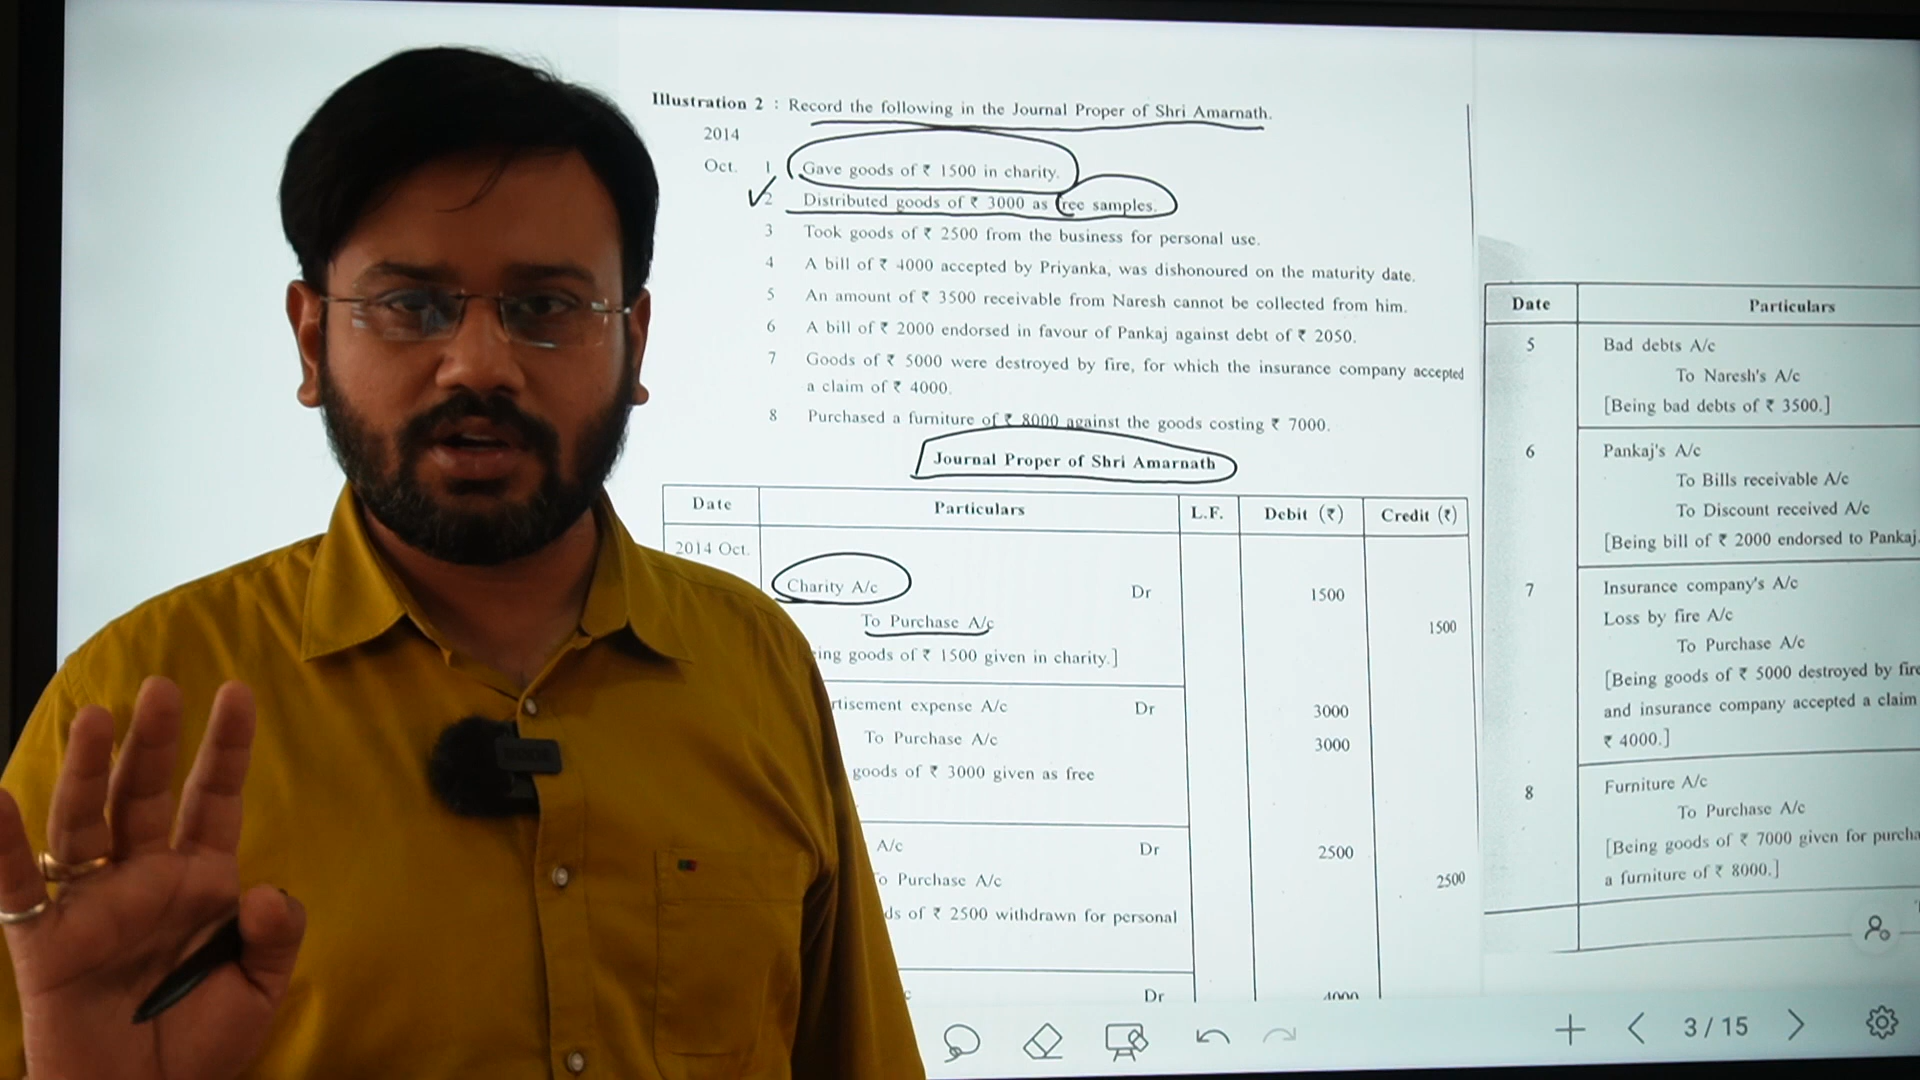 Illustration 2 : Record the following in the Journal Proper of Shri Amarnath.
2014
Oct. 1 Gave goods of ₹ 1500 in charity.
2 Distributed goods of ₹ 3000 as free samples.
3 Took goods of ₹ 2500 from the business for personal use.
4 A bill of ₹ 4000 accepted by Priyanka, was dishonoured on the maturity date.
5 An amount of ₹ 3500 receivable from Naresh cannot be collected from him.
6 A bill of ₹ 2000 endorsed in favour of Pankaj against debt of ₹ 2050.
7 Goods of ₹ 5000 were destroyed by fire, for which the insurance company accepted
a claim of ₹ 4000.
8 Purchased a furniture of ₹ 8000 against the goods costing ₹ 7000.
Journal Proper of Shri Amarnath
Date Particulars L.F. Debit (₹) Credit (₹)
2014 Oct.
Charity A/c Dr 1500
To Purchase A/c 1500
ing goods of ₹ 1500 given in charity.]
rtisement expense A/c Dr 3000
To Purchase A/c 3000
goods of ₹ 3000 given as free
A/c Dr 2500
o Purchase A/c 2500
ds of ₹ 2500 withdrawn for personal
Dr 4000
Date Particulars
5 Bad debts A/c
To Naresh's A/c
[Being bad debts of ₹ 3500.]
6 Pankaj's A/c
To Bills receivable A/c
To Discount received A/c
[Being bill of ₹ 2000 endorsed to Pankaj.
7 Insurance company's A/c
Loss by fire A/c
To Purchase A/c
[Being goods of ₹ 5000 destroyed by fire
and insurance company accepted a claim
₹ 4000.]
8 Furniture A/c
To Purchase A/c
[Being goods of ₹ 7000 given for purcha
a furniture of ₹ 8000.]
3 / 15